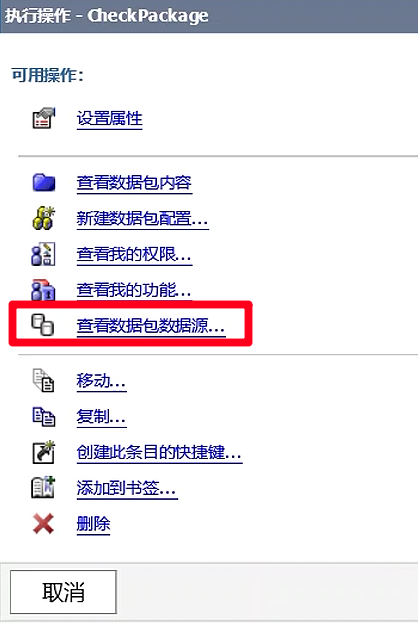 执行操作 - CheckPackage
可用操作:
设置属性
查看数据包内容
新建数据包配置...
查看我的权限...
查看我的功能...
查看数据包数据源...
移动...
复制...
创建此条目的快捷键...
添加到书签...
删除
取消